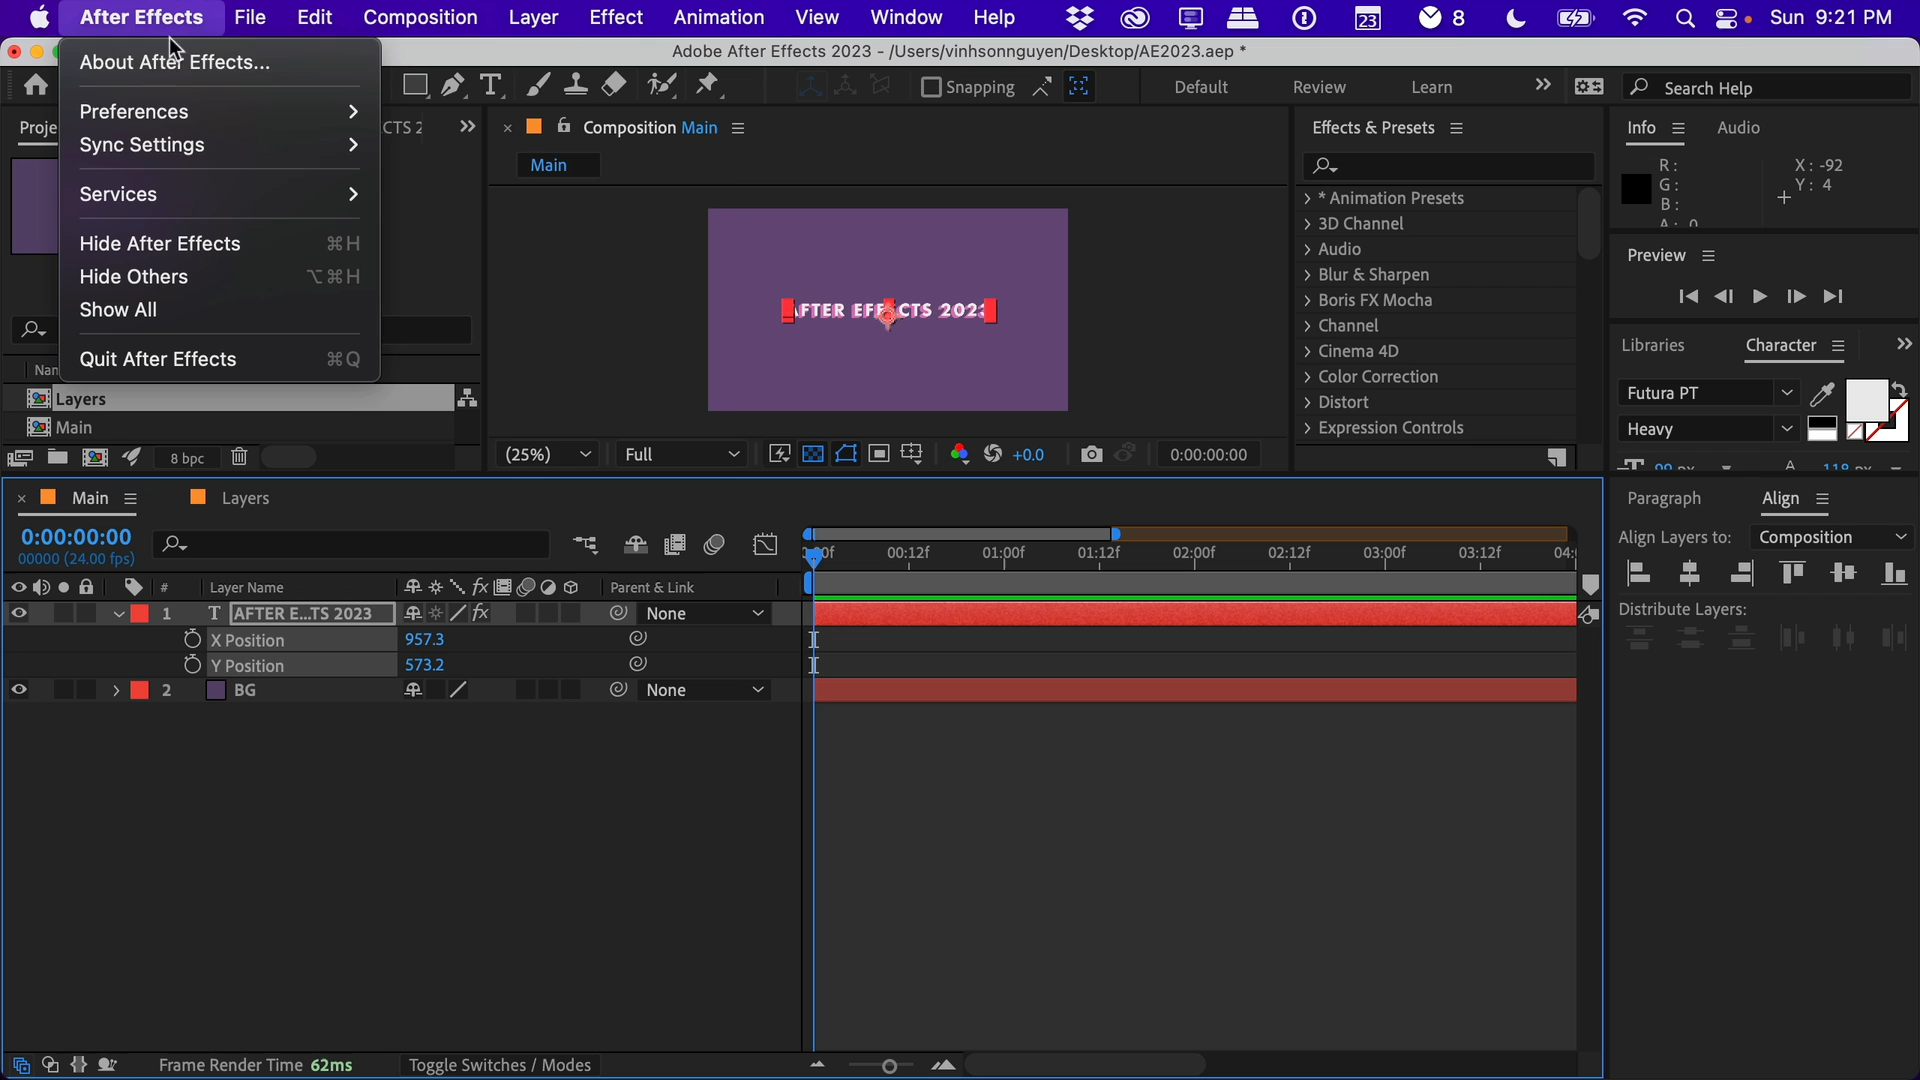 After Effects File Edit Composition Layer Effect Animation View Window Help 23 8 Sun 9:21 PM
Adobe After Effects 2023 - /Users/vinhsonnguyen/Desktop/AE2023.aep *
About After Effects...
Preferences
Sync Settings
Services
Hide After Effects ⌘H
Hide Others ⌥⌘H
Show All
Quit After Effects ⌘Q
T Snapping Default Review Learn Search Help
Proje CTS 2
Layers
Main
8 bpc
Composition Main
Main
AFTER EFFECTS 2023
(25%) Full +0.0 0:00:00:00
Effects & Presets
* Animation Presets
3D Channel
Audio
Blur & Sharpen
Boris FX Mocha
Channel
Cinema 4D
Color Correction
Distort
Expression Controls
Info Audio
R: X: -92
G: Y: 4
B:
A: 0
Preview
Libraries Character
Futura PT
Heavy
Main Layers
0:00:00:00
00000 (24.00 fps)
00:12f 01:00f 01:12f 02:00f 02:12f 03:00f 03:12f
# Layer Name fx Parent & Link
1 T AFTER E...TS 2023 fx None
X Position 957.3
Y Position 573.2
2 BG None
Paragraph Align
Align Layers to: Composition
Distribute Layers:
Frame Render Time 62ms Toggle Switches / Modes